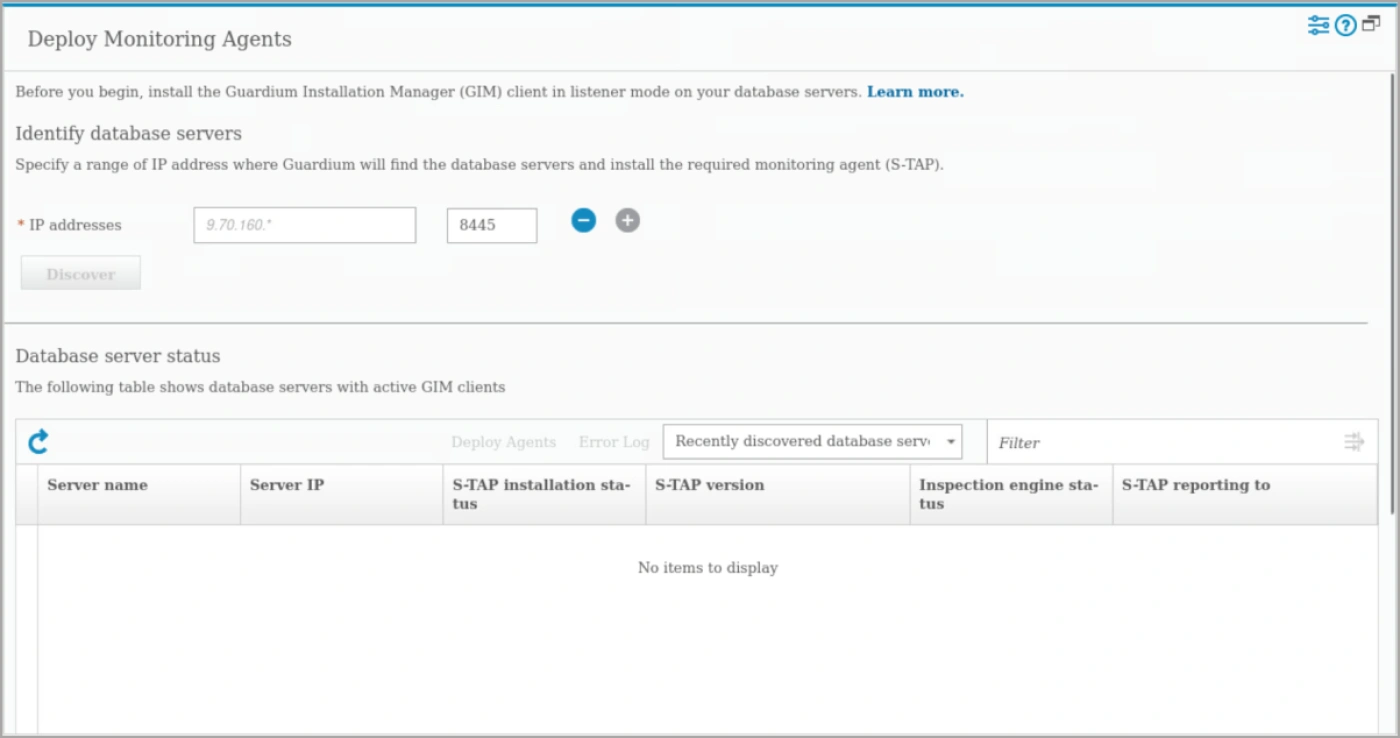 Deploy Monitoring Agents
Before you begin, install the Guardium Installation Manager (GIM) client in listener mode on your database servers. Learn more.
Identify database servers
Specify a range of IP address where Guardium will find the database servers and install the required monitoring agent (S-TAP).
* IP addresses 9.70.160.* 8445
Discover
Database server status
The following table shows database servers with active GIM clients
Deploy Agents Error Log Recently discovered database serv Filter
Server name Server IP S-TAP installation sta- S-TAP version Inspection engine sta- S-TAP reporting to
tus tus
No items to display